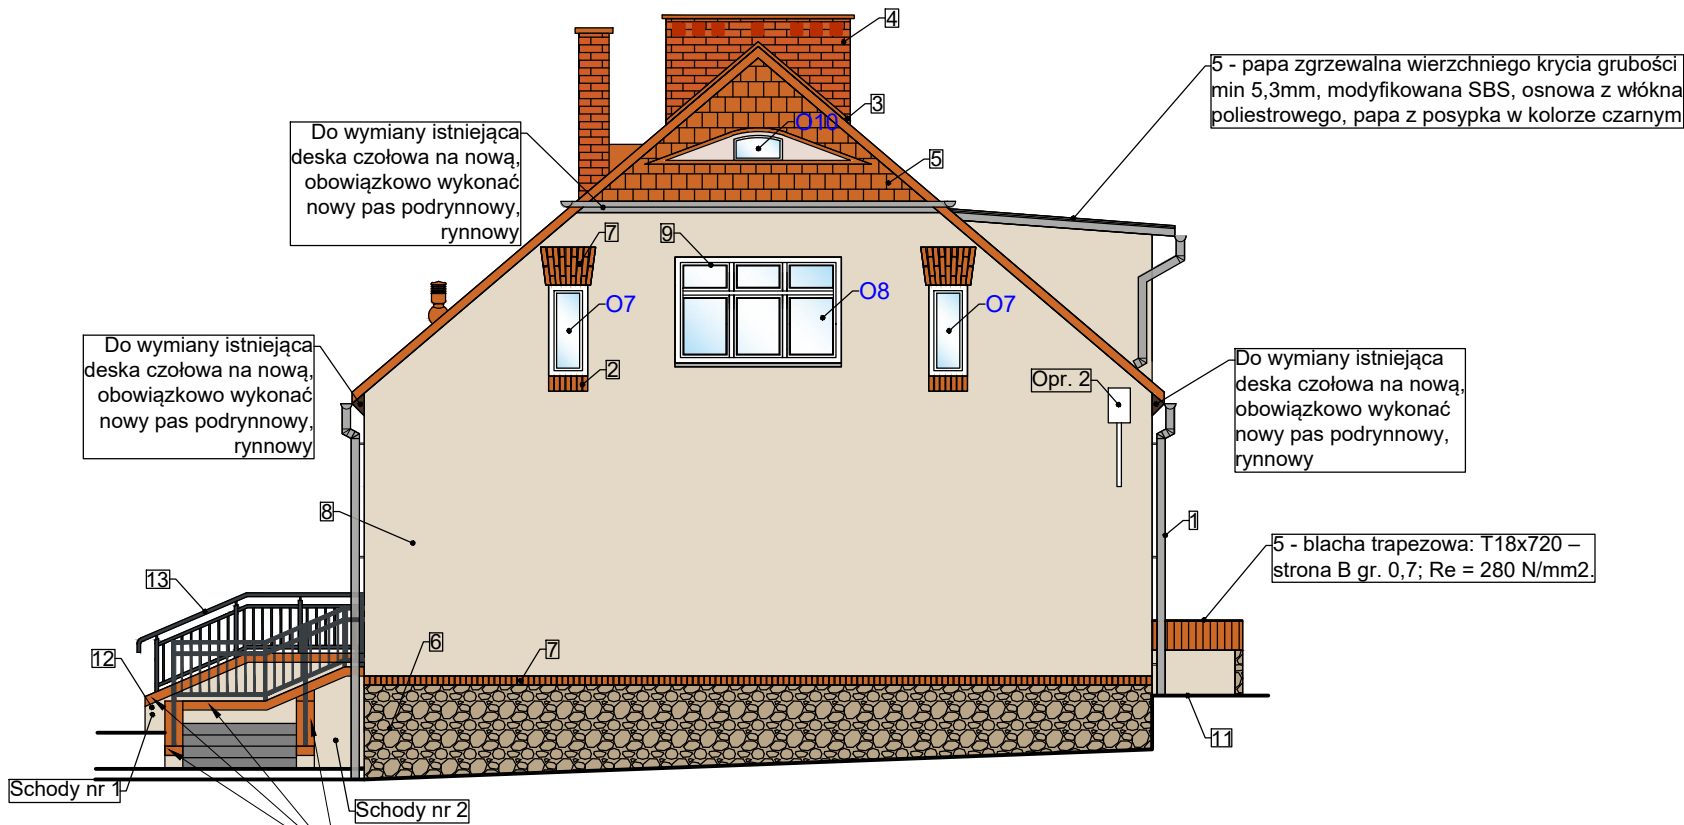 4
5 - papa zgrzewalna wierzchniego krycia grubości
min 5,3mm, modyfikowana SBS, osnowa z włókna
poliestrowego, papa z posypka w kolorze czarnym
3
O10
Do wymiany istniejąca
deska czołowa na nową,
obowiązkowo wykonać
nowy pas podrynnowy,
rynnowy
5
7
9
O7
O8
O7
Do wymiany istniejąca
deska czołowa na nową,
obowiązkowo wykonać
nowy pas podrynnowy,
rynnowy
2
Opr. 2
Do wymiany istniejąca
deska czołowa na nową,
obowiązkowo wykonać
nowy pas podrynnowy,
rynnowy
8
1
5 - blacha trapezowa: T18x720 –
strona B gr. 0,7; Re = 280 N/mm2.
13
6
7
12
11
Schody nr 1
Schody nr 2